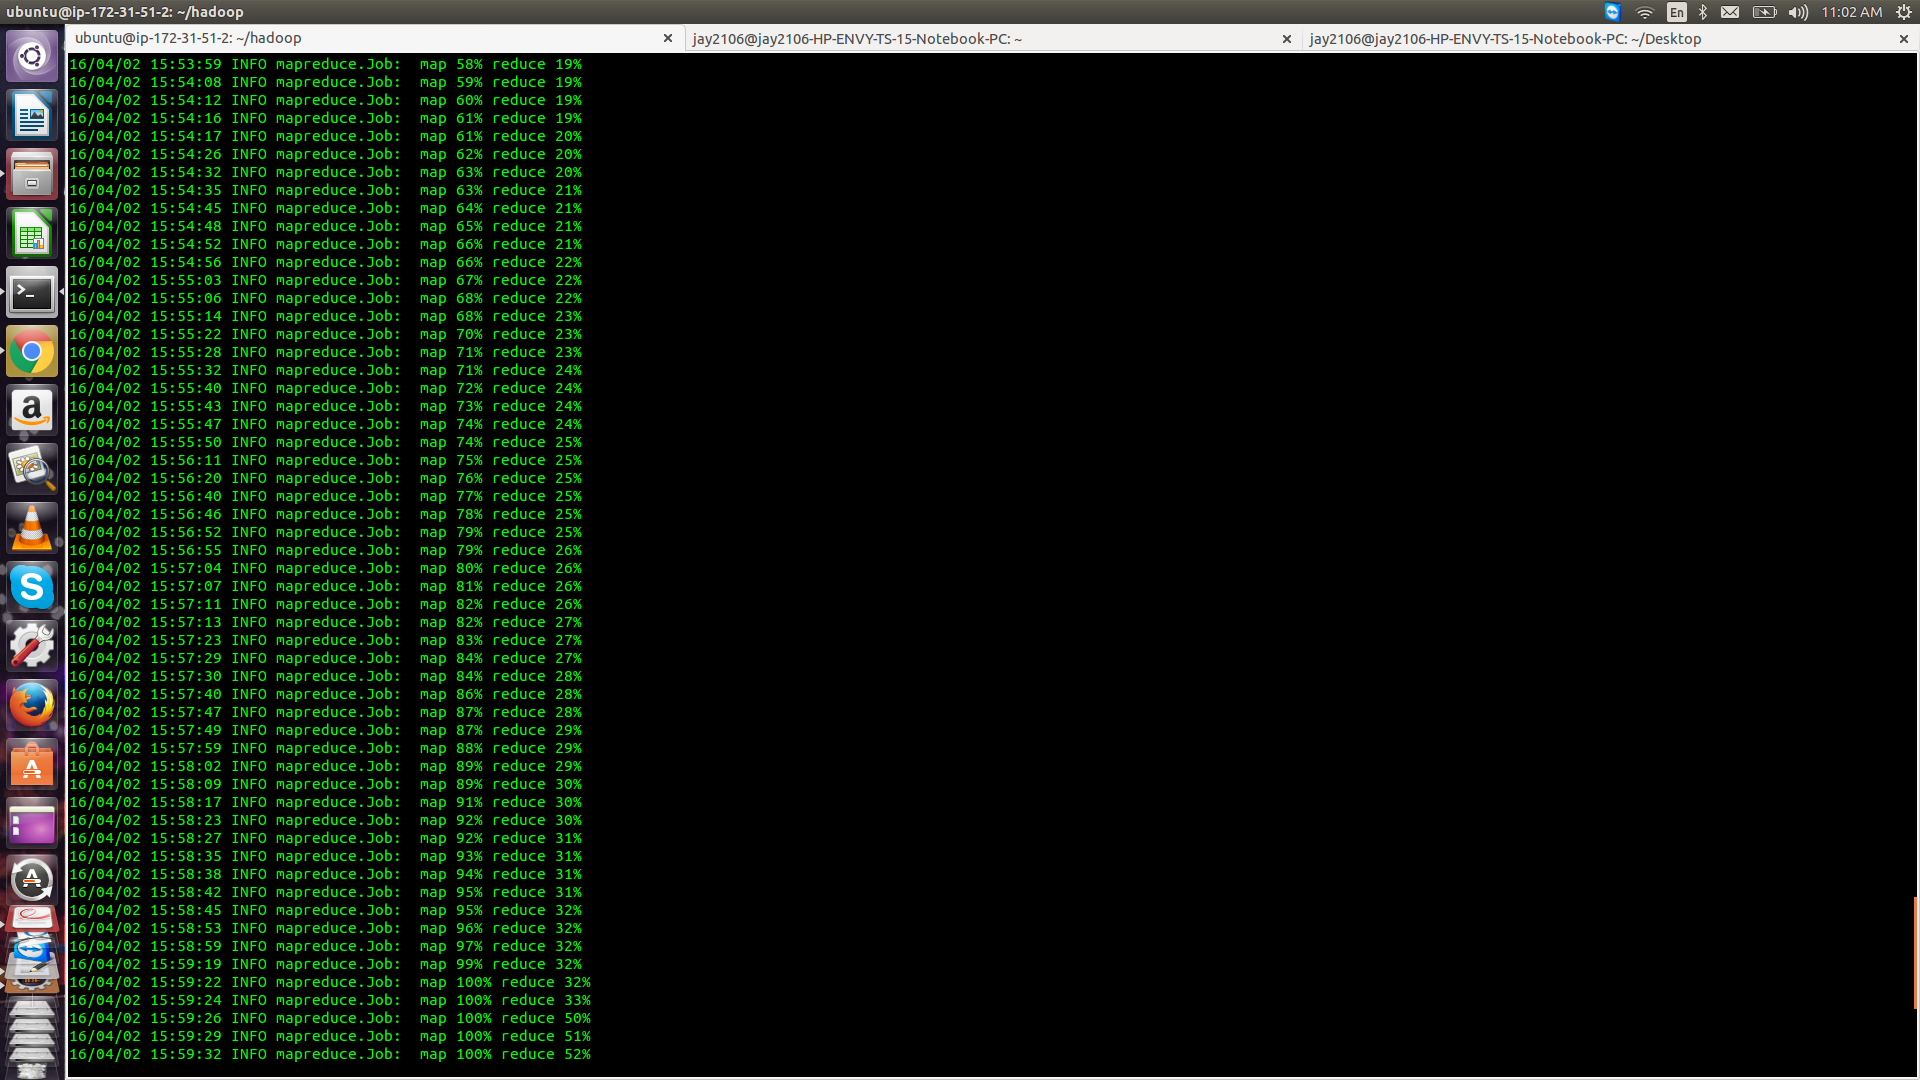 ubuntu@ip-172-31-51-2: ~/hadoop
En
11:02 AM
ubuntu@ip-172-31-51-2: ~/hadoop
jay2106@jay2106-HP-ENVY-TS-15-Notebook-PC: ~
jay2106@jay2106-HP-ENVY-TS-15-Notebook-PC: ~/Desktop
16/04/02 15:53:59 INFO mapreduce.Job:  map 58% reduce 19%
16/04/02 15:54:08 INFO mapreduce.Job:  map 59% reduce 19%
16/04/02 15:54:12 INFO mapreduce.Job:  map 60% reduce 19%
16/04/02 15:54:16 INFO mapreduce.Job:  map 61% reduce 19%
16/04/02 15:54:17 INFO mapreduce.Job:  map 61% reduce 20%
16/04/02 15:54:26 INFO mapreduce.Job:  map 62% reduce 20%
16/04/02 15:54:32 INFO mapreduce.Job:  map 63% reduce 20%
16/04/02 15:54:35 INFO mapreduce.Job:  map 63% reduce 21%
16/04/02 15:54:45 INFO mapreduce.Job:  map 64% reduce 21%
16/04/02 15:54:48 INFO mapreduce.Job:  map 65% reduce 21%
16/04/02 15:54:52 INFO mapreduce.Job:  map 66% reduce 21%
16/04/02 15:54:56 INFO mapreduce.Job:  map 66% reduce 22%
16/04/02 15:55:03 INFO mapreduce.Job:  map 67% reduce 22%
16/04/02 15:55:06 INFO mapreduce.Job:  map 68% reduce 22%
16/04/02 15:55:14 INFO mapreduce.Job:  map 68% reduce 23%
16/04/02 15:55:22 INFO mapreduce.Job:  map 70% reduce 23%
16/04/02 15:55:28 INFO mapreduce.Job:  map 71% reduce 23%
16/04/02 15:55:32 INFO mapreduce.Job:  map 71% reduce 24%
16/04/02 15:55:40 INFO mapreduce.Job:  map 72% reduce 24%
16/04/02 15:55:43 INFO mapreduce.Job:  map 73% reduce 24%
16/04/02 15:55:47 INFO mapreduce.Job:  map 74% reduce 24%
16/04/02 15:55:50 INFO mapreduce.Job:  map 74% reduce 25%
16/04/02 15:56:11 INFO mapreduce.Job:  map 75% reduce 25%
16/04/02 15:56:20 INFO mapreduce.Job:  map 76% reduce 25%
16/04/02 15:56:40 INFO mapreduce.Job:  map 77% reduce 25%
16/04/02 15:56:46 INFO mapreduce.Job:  map 78% reduce 25%
16/04/02 15:56:52 INFO mapreduce.Job:  map 79% reduce 25%
16/04/02 15:56:55 INFO mapreduce.Job:  map 79% reduce 26%
16/04/02 15:57:04 INFO mapreduce.Job:  map 80% reduce 26%
16/04/02 15:57:07 INFO mapreduce.Job:  map 81% reduce 26%
16/04/02 15:57:11 INFO mapreduce.Job:  map 82% reduce 26%
16/04/02 15:57:13 INFO mapreduce.Job:  map 82% reduce 27%
16/04/02 15:57:23 INFO mapreduce.Job:  map 83% reduce 27%
16/04/02 15:57:29 INFO mapreduce.Job:  map 84% reduce 27%
16/04/02 15:57:30 INFO mapreduce.Job:  map 84% reduce 28%
16/04/02 15:57:40 INFO mapreduce.Job:  map 86% reduce 28%
16/04/02 15:57:47 INFO mapreduce.Job:  map 87% reduce 28%
16/04/02 15:57:49 INFO mapreduce.Job:  map 87% reduce 29%
16/04/02 15:57:59 INFO mapreduce.Job:  map 88% reduce 29%
16/04/02 15:58:02 INFO mapreduce.Job:  map 89% reduce 29%
16/04/02 15:58:09 INFO mapreduce.Job:  map 89% reduce 30%
16/04/02 15:58:17 INFO mapreduce.Job:  map 91% reduce 30%
16/04/02 15:58:23 INFO mapreduce.Job:  map 92% reduce 30%
16/04/02 15:58:27 INFO mapreduce.Job:  map 92% reduce 31%
16/04/02 15:58:35 INFO mapreduce.Job:  map 93% reduce 31%
16/04/02 15:58:38 INFO mapreduce.Job:  map 94% reduce 31%
16/04/02 15:58:42 INFO mapreduce.Job:  map 95% reduce 31%
16/04/02 15:58:45 INFO mapreduce.Job:  map 95% reduce 32%
16/04/02 15:58:53 INFO mapreduce.Job:  map 96% reduce 32%
16/04/02 15:58:59 INFO mapreduce.Job:  map 97% reduce 32%
16/04/02 15:59:19 INFO mapreduce.Job:  map 99% reduce 32%
16/04/02 15:59:22 INFO mapreduce.Job:  map 100% reduce 32%
16/04/02 15:59:24 INFO mapreduce.Job:  map 100% reduce 33%
16/04/02 15:59:26 INFO mapreduce.Job:  map 100% reduce 50%
16/04/02 15:59:29 INFO mapreduce.Job:  map 100% reduce 51%
16/04/02 15:59:32 INFO mapreduce.Job:  map 100% reduce 52%